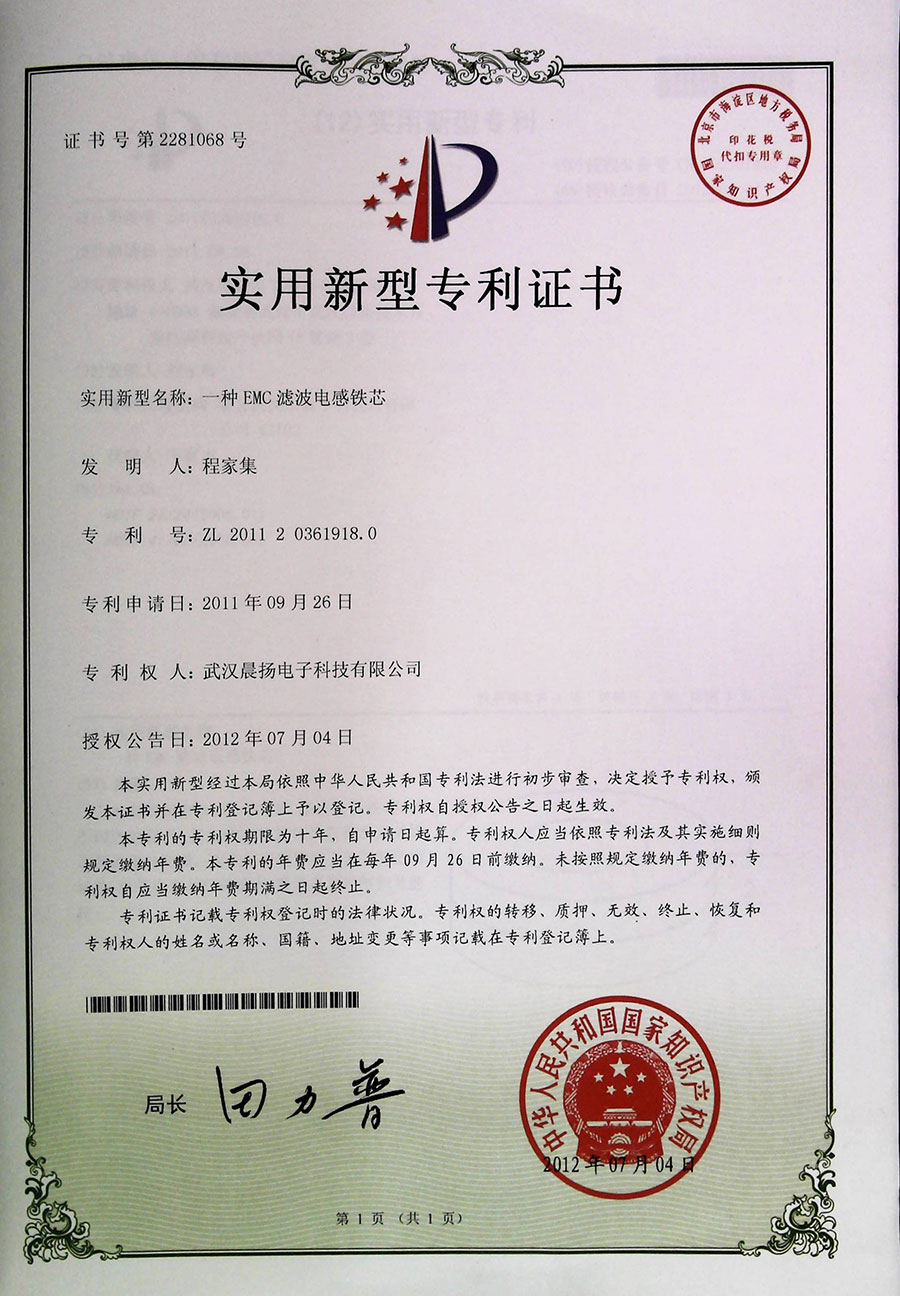 证书号第2281068号
北京市海淀区地方税务局
印花税
代扣专用章
国家知识产权局
实用新型专利证书
实用新型名称：一种EMC滤波电感铁芯
发明人：程家集
专利号：ZL 2011 2 0361918.0
专利申请日：2011年09月26日
专利权人：武汉晨扬电子科技有限公司
授权公告日：2012年07月04日
本实用新型经过本局依照中华人民共和国专利法进行初步审查，决定授予专利权，颁
发本证书并在专利登记簿上予以登记。专利权自授权公告之日起生效。
本专利的专利权期限为十年，自申请日起算。专利权人应当依照专利法及其实施细则
规定缴纳年费。本专利的年费应当在每年09月26日前缴纳。未按照规定缴纳年费的，专
利权自应当缴纳年费期满之日起终止。
专利证书记载专利权登记时的法律状况。专利权的转移、质押、无效、终止、恢复和
专利权人的姓名或名称、国籍、地址变更等事项记载在专利登记簿上。
局长 田力普
中华人民共和国国家知识产权局
2012年07月04日
第1页（共1页）